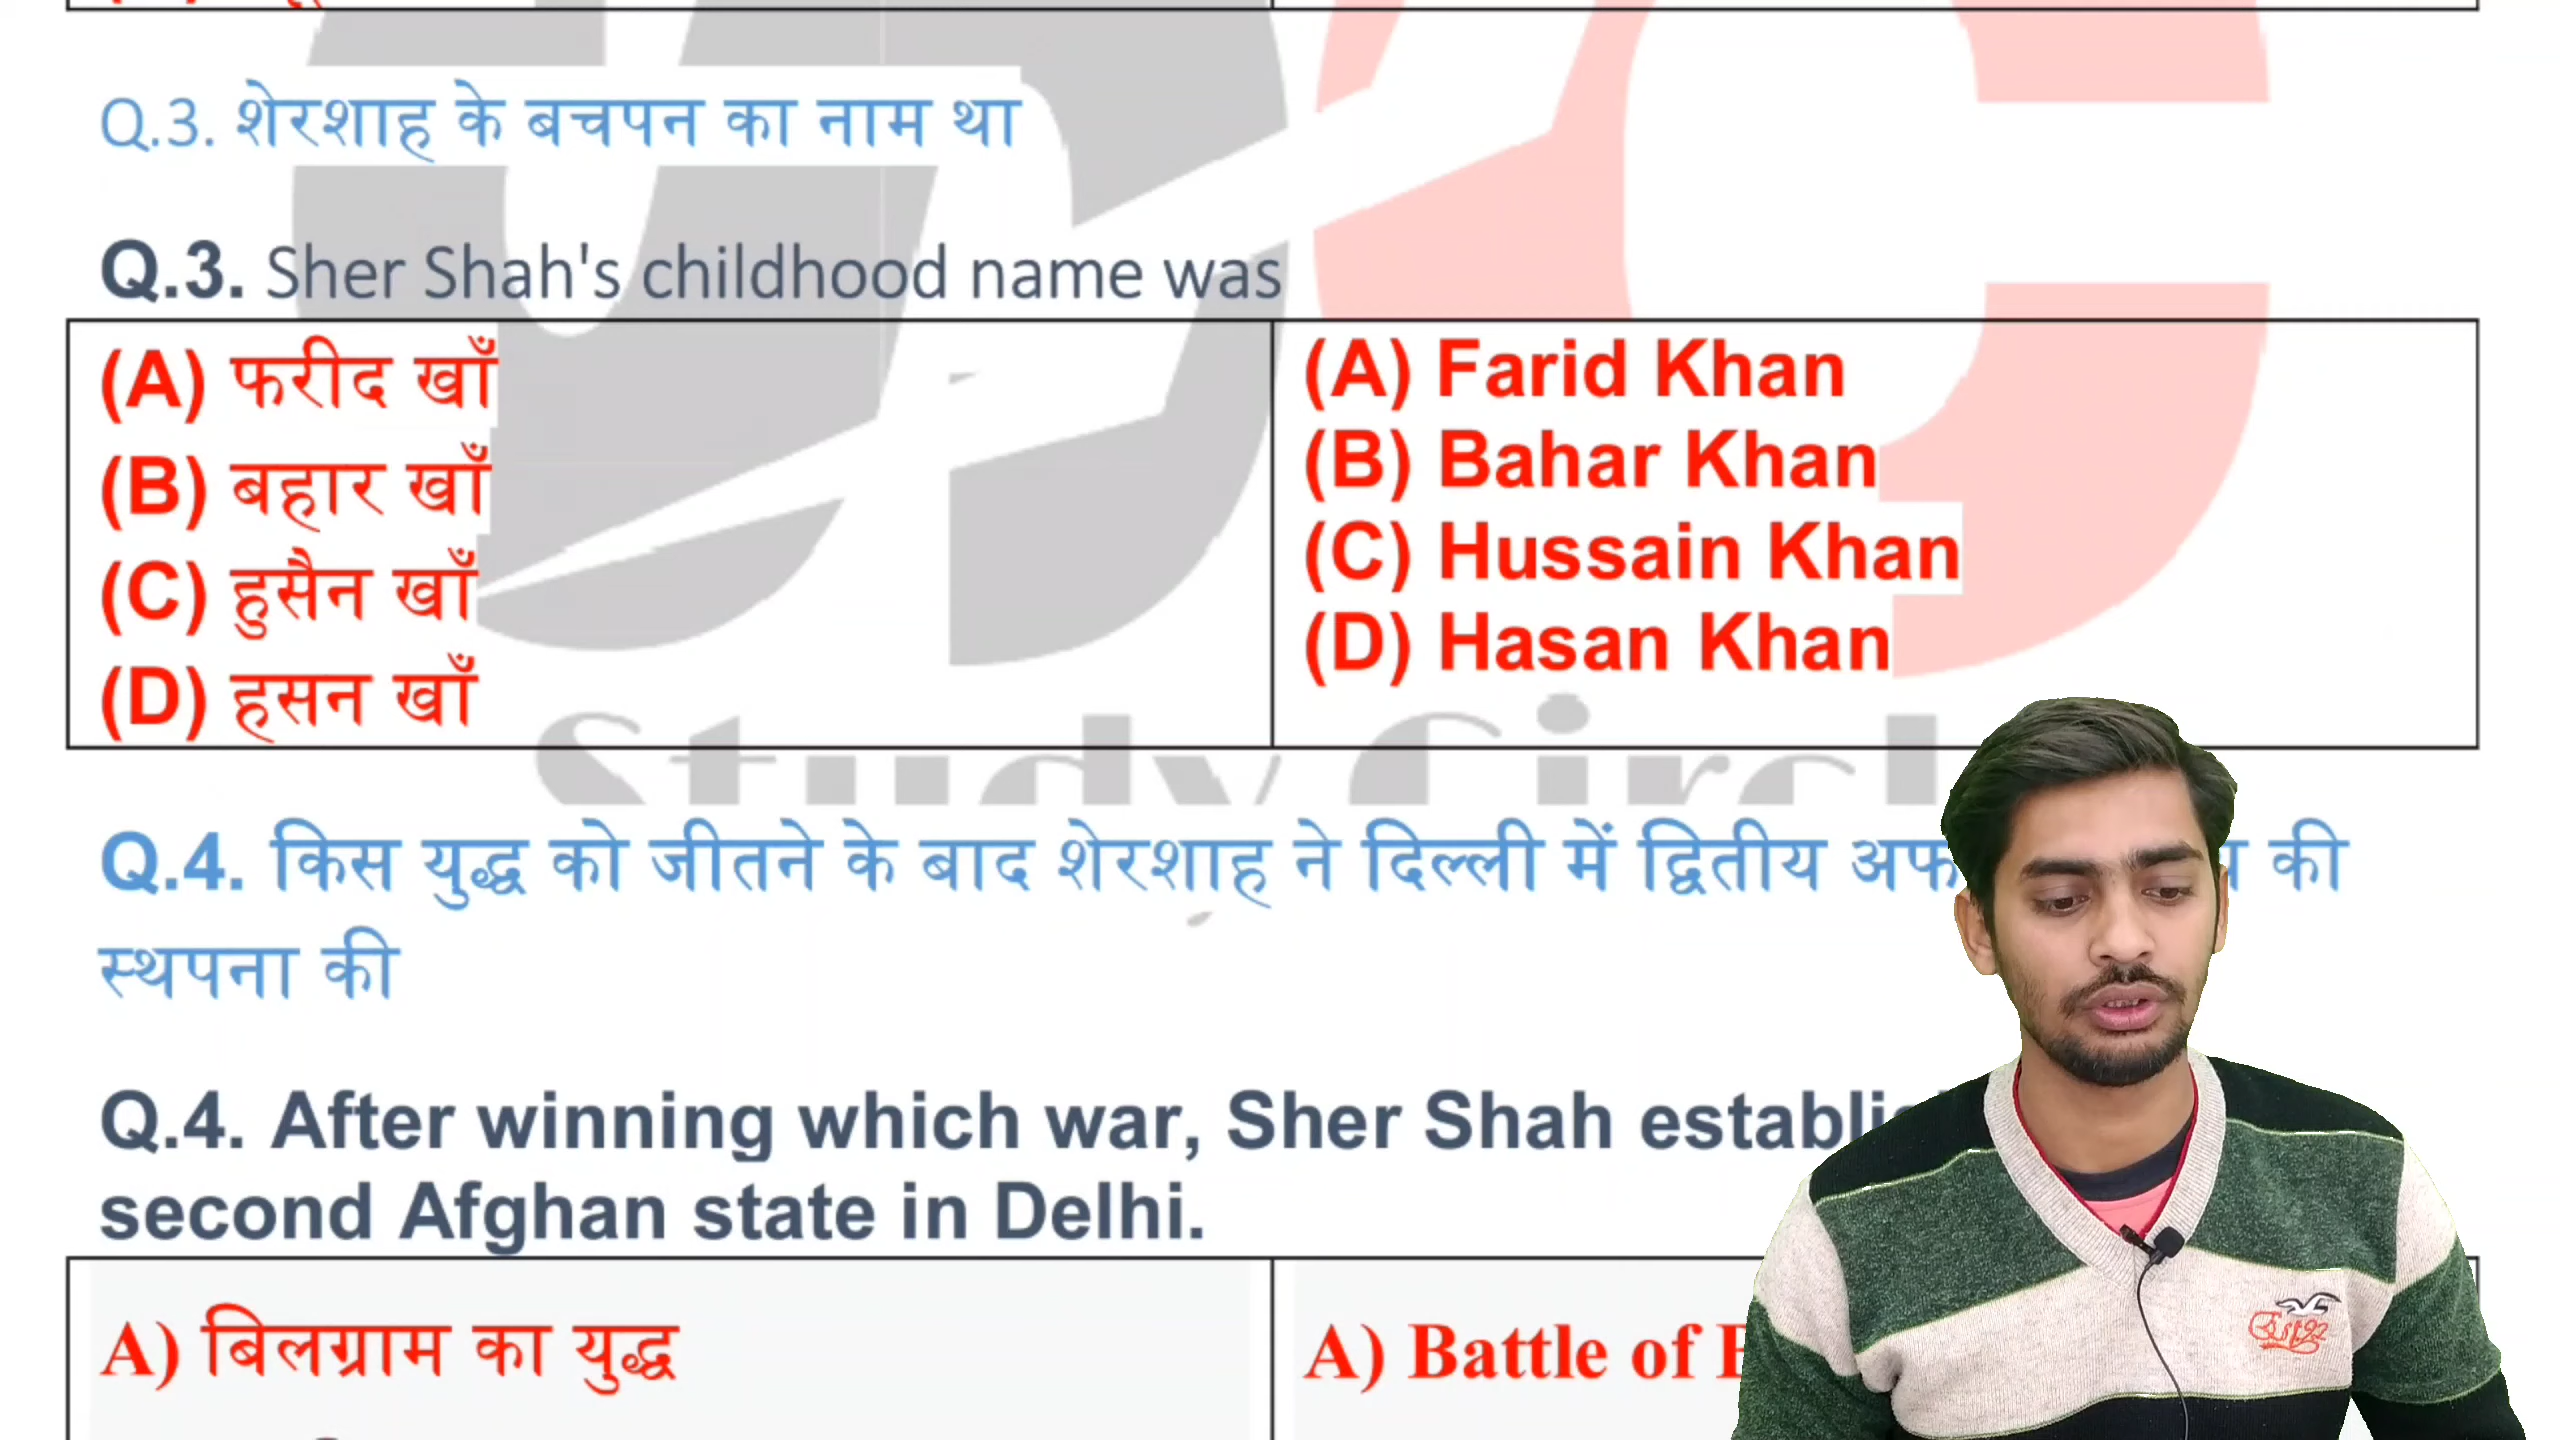 Q.3. शेरशाह के बचपन का नाम था
Q.3. Sher Shah's childhood name was
(A) फरीद खाँ
(B) बहार खाँ
(C) हुसैन खाँ
(D) हसन खाँ
(A) Farid Khan
(B) Bahar Khan
(C) Hussain Khan
(D) Hasan Khan
Study Circl
Q.4. किस युद्ध को जीतने के बाद शेरशाह ने दिल्ली में द्वितीय की
स्थपना की
Q.4. After winning which war, Sher Shah
second Afghan state in Delhi.
A) बिलग्राम का युद्ध
A) Battle of